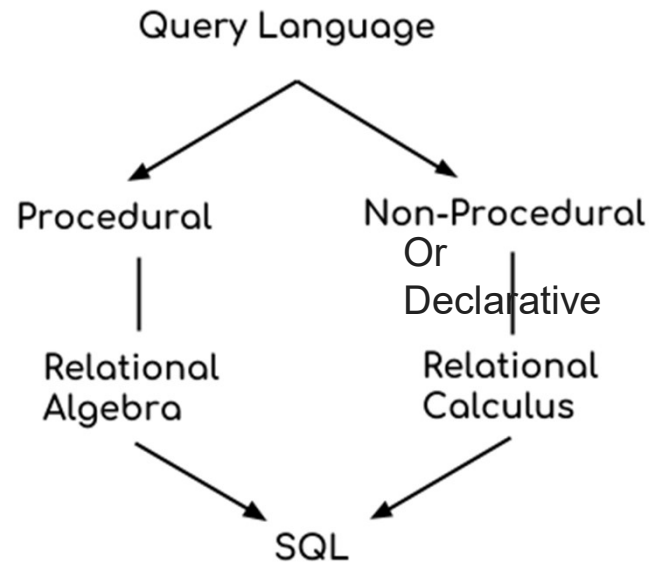 Query Language
Procedural
Non-Procedural
Or
Declarative
Relational
Algebra
Relational
Calculus
SQL